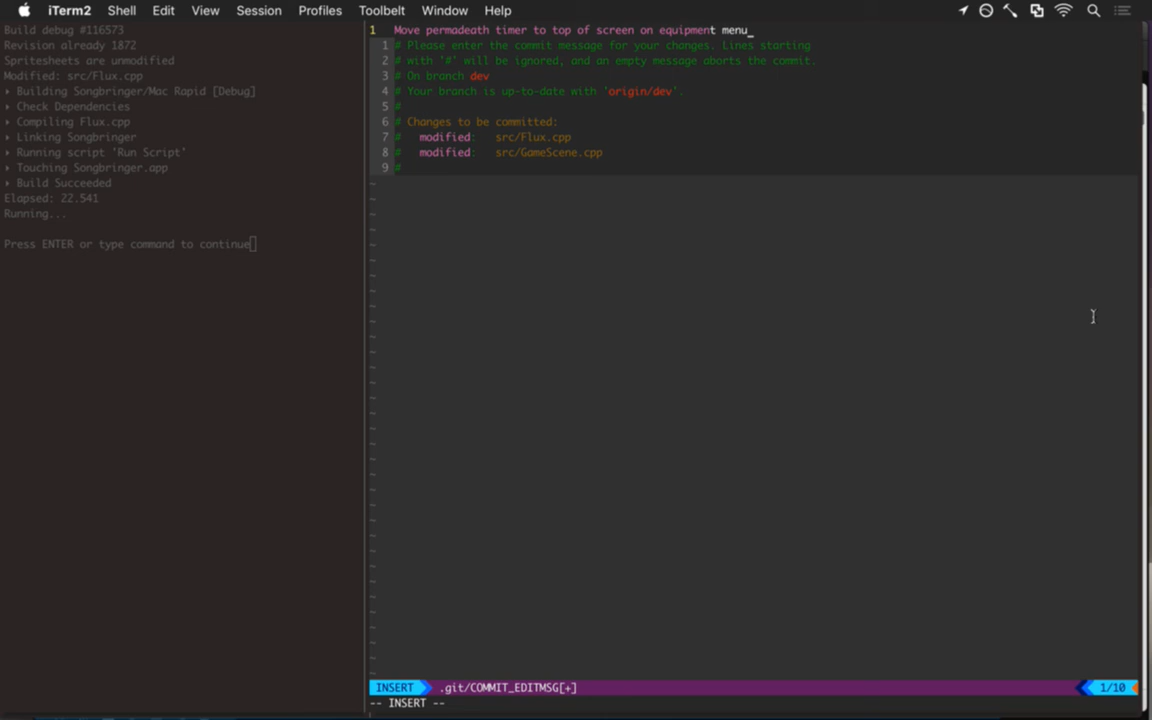 iTerm2 Shell Edit View Session Profiles Toolbelt Window Help
Build debug #116573
Revision already 1872
Spritesheets are unmodified
Modified: src/Flux.cpp
Building Songbringer/Mac Rapid [Debug]
Check Dependencies
Compiling Flux.cpp
Linking Songbringer
Running script 'Run Script'
Touching Songbringer.app
Build Succeeded
Elapsed: 22.541
Running...
Press ENTER or type command to continue
1 Move permadeath timer to top of screen on equipment menu_
1 # Please enter the commit message for your changes. Lines starting
2 # with '#' will be ignored, and an empty message aborts the commit.
3 # On branch dev
4 # Your branch is up-to-date with 'origin/dev'.
5 #
6 # Changes to be committed:
7 # modified: src/Flux.cpp
8 # modified: src/GameScene.cpp
9 #
INSERT .git/COMMIT_EDITMSG[+] 1/10
-- INSERT --